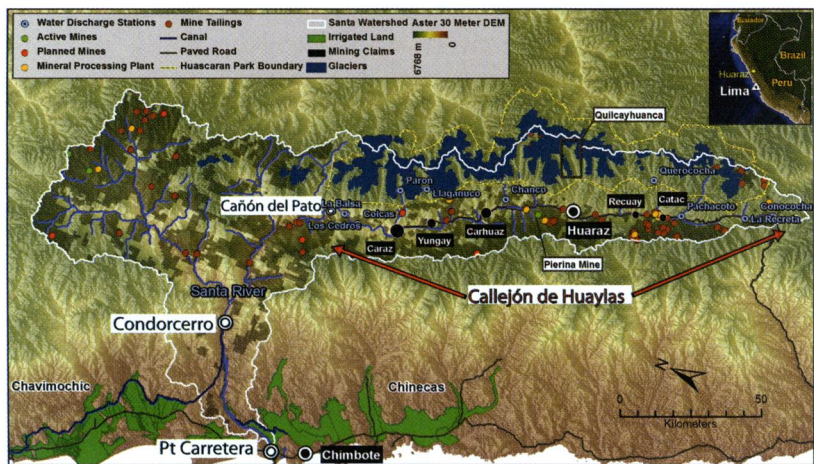 Water Discharge Stations
Active Mines
Planned Mines
Mineral Processing Plant
Mine Tailings
Canal
Paved Road
Huascaran Park Boundary
Santa Watershed
Irrigated Land
Mining Claims
Glaciers
Aster 30 Meter DEM
6768 m
0
Ecuador
Brazil
Huaraz
Peru
Lima
Quilcayhuanca
Paron
Llaganuco
Chanco
Querococha
Cañón del Pato
La Balsa
Colcas
Los Cedros
Caraz
Yungay
Carhuaz
Huaraz
Recuay
Catac
Pachacoto
Conococha
La Recreta
Pierina Mine
Santa River
Callejón de Huaylas
Condorcerro
Chavimochic
Chinecas
Pt Carretera
Chimbote
N
0
50
Kilometers